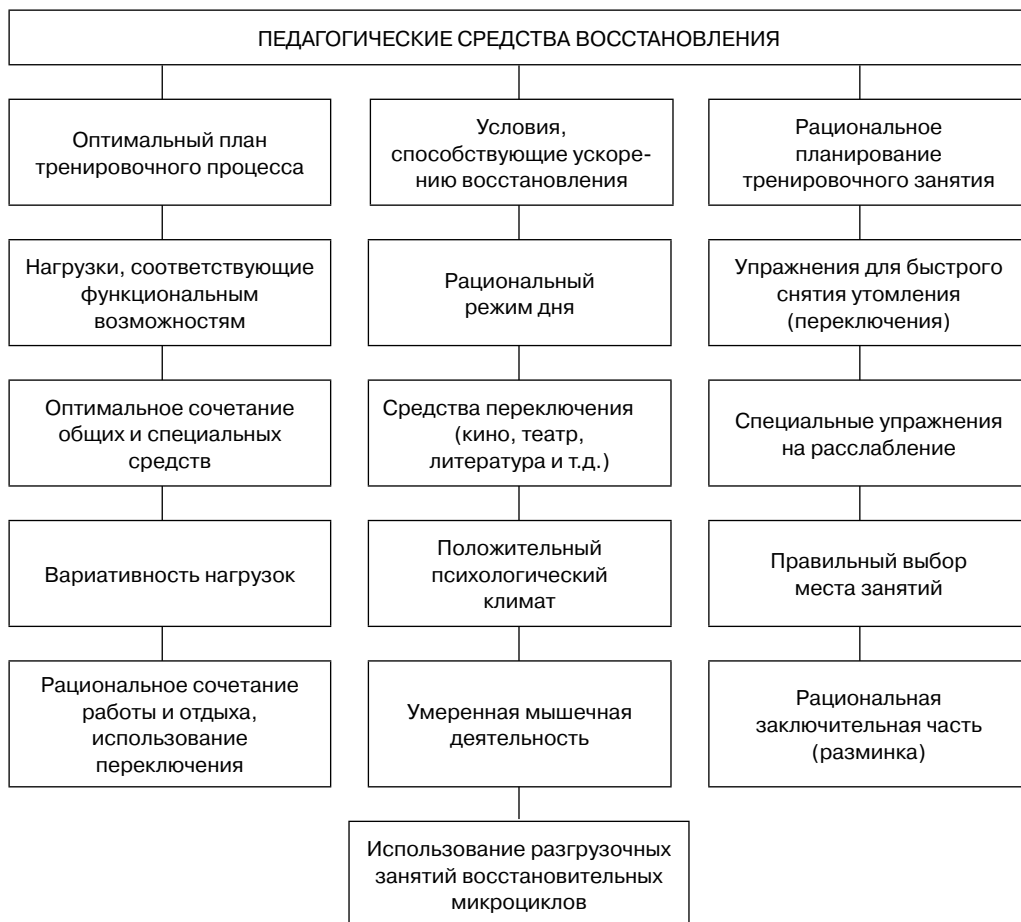 ПЕДАГОГИЧЕСКИЕ СРЕДСТВА ВОССТАНОВЛЕНИЯ
Оптимальный план
тренировочного процесса
Нагрузки, соответствующие
функциональным
возможностям
Оптимальное сочетание
общих и специальных
средств
Вариативность нагрузок
Рациональное сочетание
работы и отдыха,
использование
переключения
Условия,
способствующие ускоре-
нию восстановления
Рациональный
режим дня
Средства переключения
(кино, театр,
литература и т.д.)
Положительный
психологический
климат
Умеренная мышечная
деятельность
Использование разгрузочных
занятий восстановительных
микроциклов
Рациональное
планирование
тренировочного занятия
Упражнения для быстрого
снятия утомления
(переключения)
Специальные упражнения
на расслабление
Правильный выбор
места занятий
Рациональная
заключительная часть
(разминка)